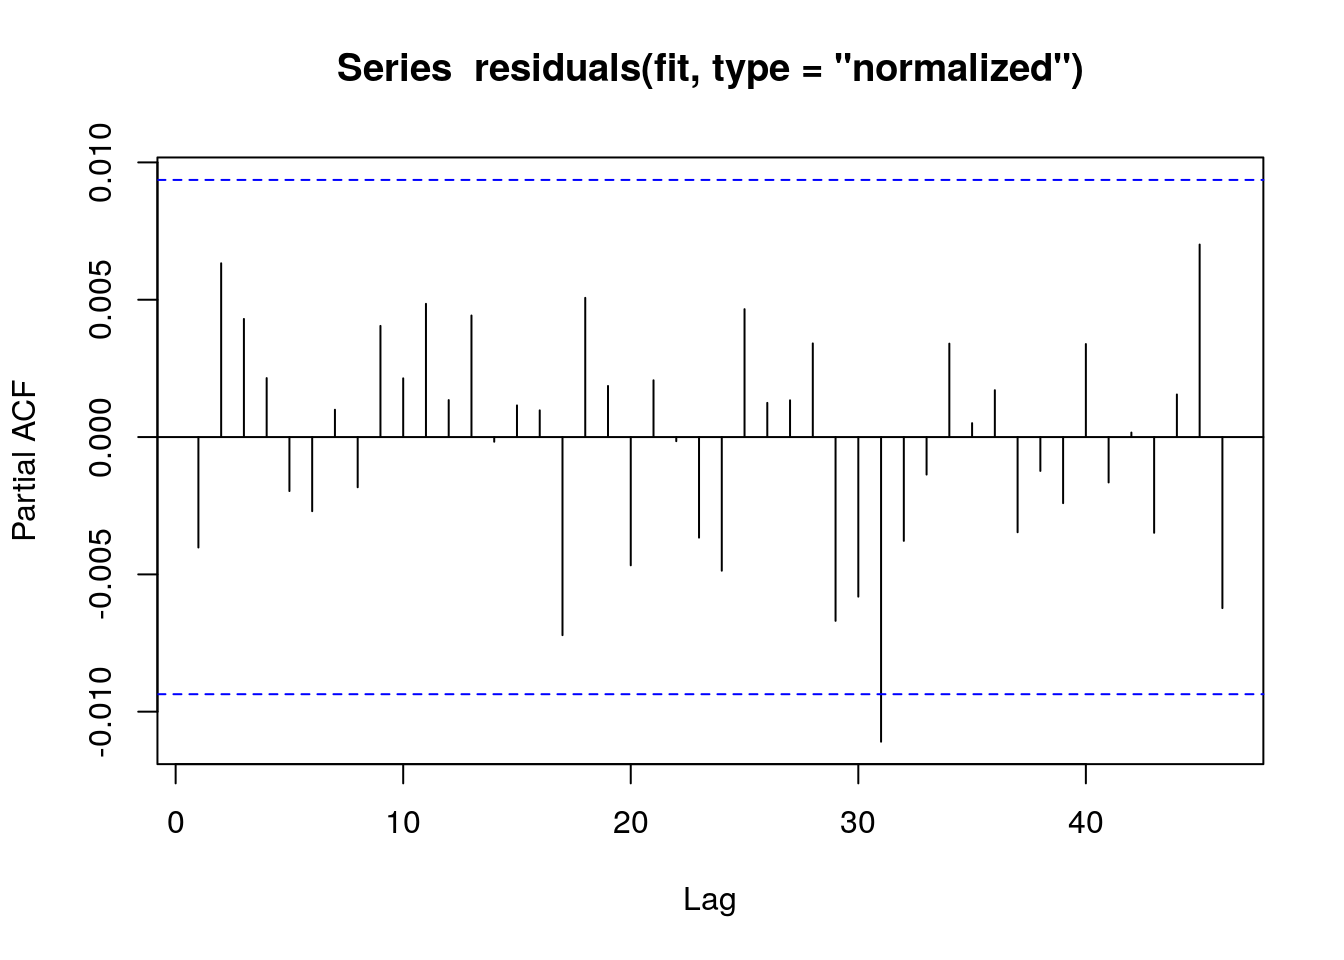 Series  residuals(fit, type = "normalized")
Partial ACF
0.010
0.005
0.000
-0.005
-0.010
0 10 20 30 40
Lag